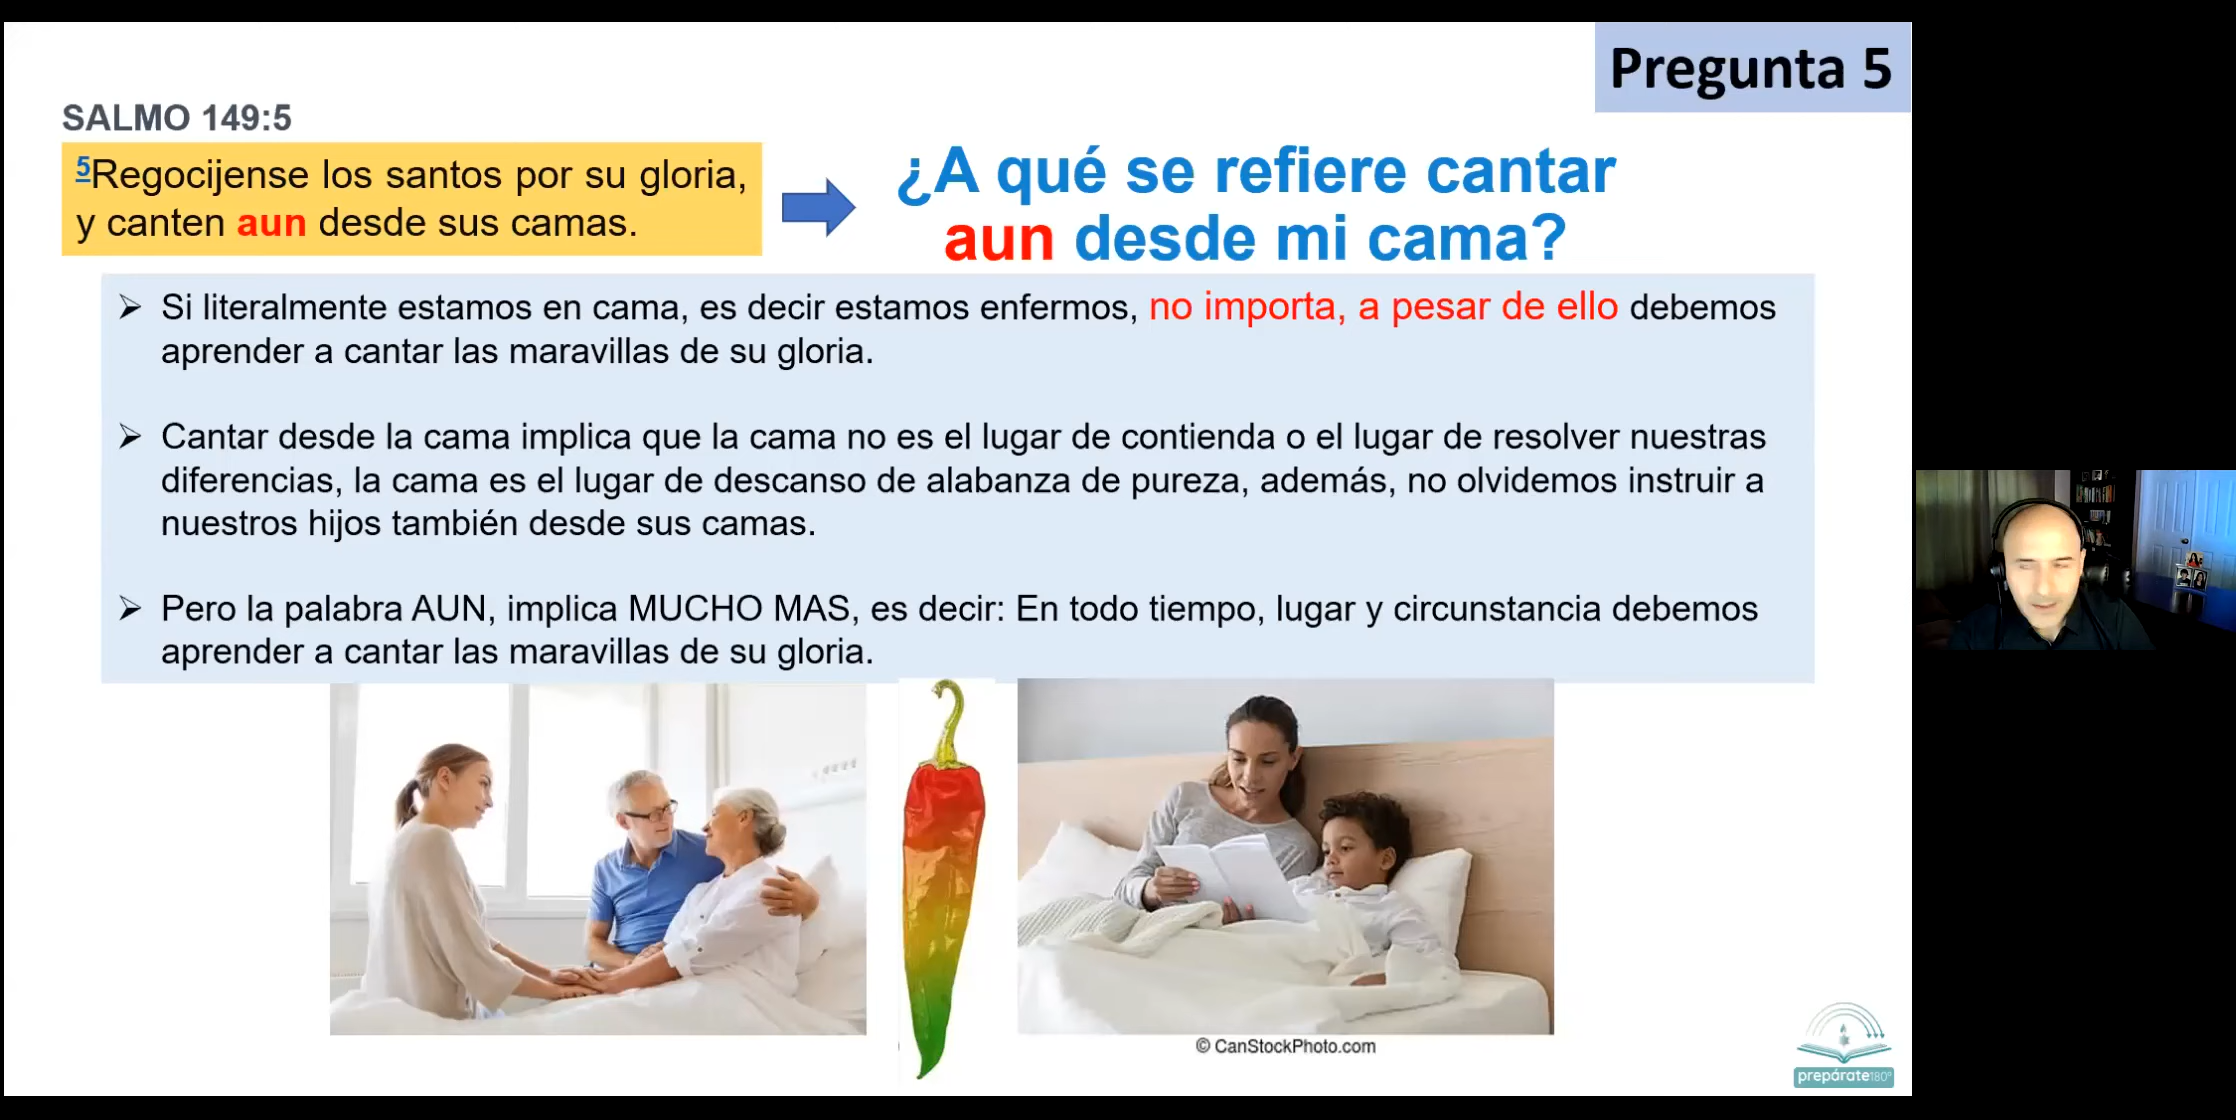 Pregunta 5
SALMO 149:5
5Regocijense los santos por su gloria,
y canten aun desde sus camas.
¿A qué se refiere cantar
aun desde mi cama?
➢ Si literalmente estamos en cama, es decir estamos enfermos, no importa, a pesar de ello debemos
aprender a cantar las maravillas de su gloria.
➢ Cantar desde la cama implica que la cama no es el lugar de contienda o el lugar de resolver nuestras
diferencias, la cama es el lugar de descanso de alabanza de pureza, además, no olvidemos instruir a
nuestros hijos también desde sus camas.
➢ Pero la palabra AUN, implica MUCHO MAS, es decir: En todo tiempo, lugar y circunstancia debemos
aprender a cantar las maravillas de su gloria.
© CanStockPhoto.com
prepárate180°